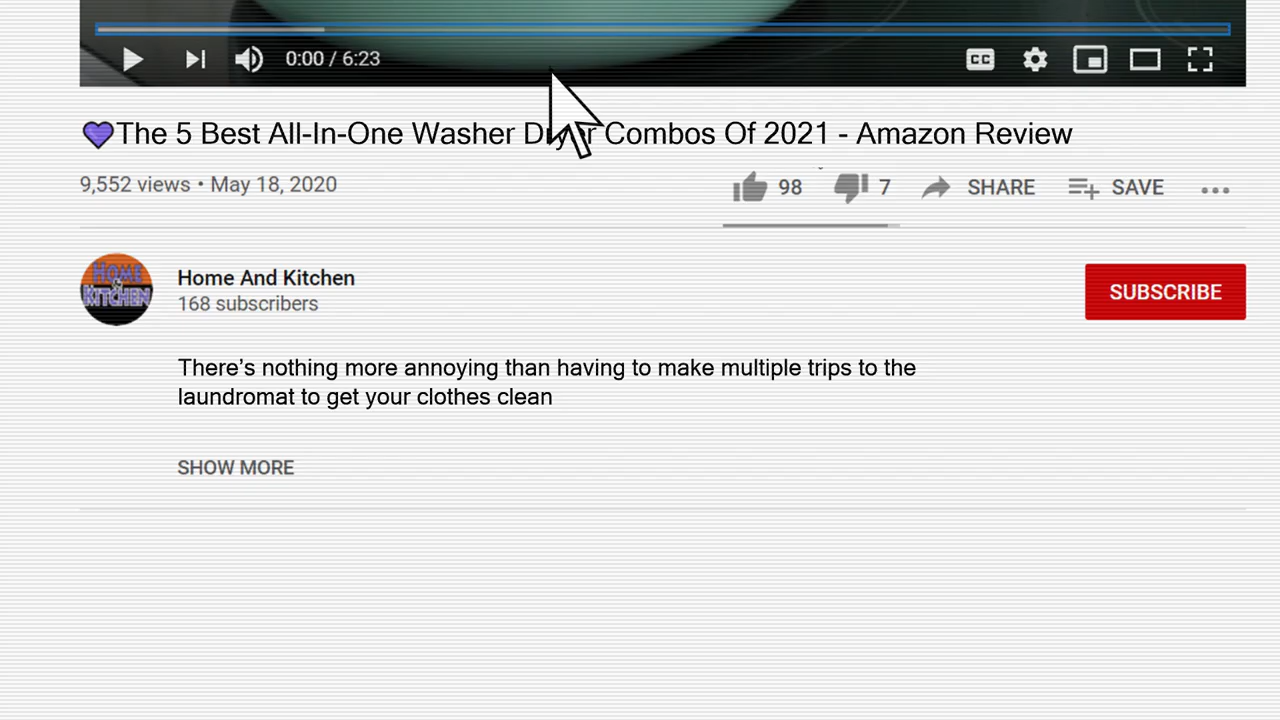 CC
0:00 / 6:23
💜The 5 Best All-In-One Washer Dryer Combos Of 2021 - Amazon Review
9,552 views • May 18, 2020
98
7
SHARE
SAVE
HOME
KITCHEN
Home And Kitchen
168 subscribers
SUBSCRIBE
There’s nothing more annoying than having to make multiple trips to the
laundromat to get your clothes clean
SHOW MORE